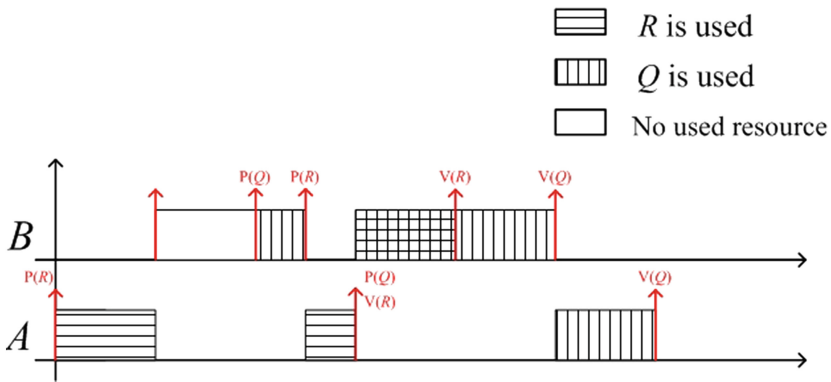 R is used
Q is used
No used resource
P(Q) P(R) V(R) V(Q)
B
P(R) P(Q) V(Q)
V(R)
A